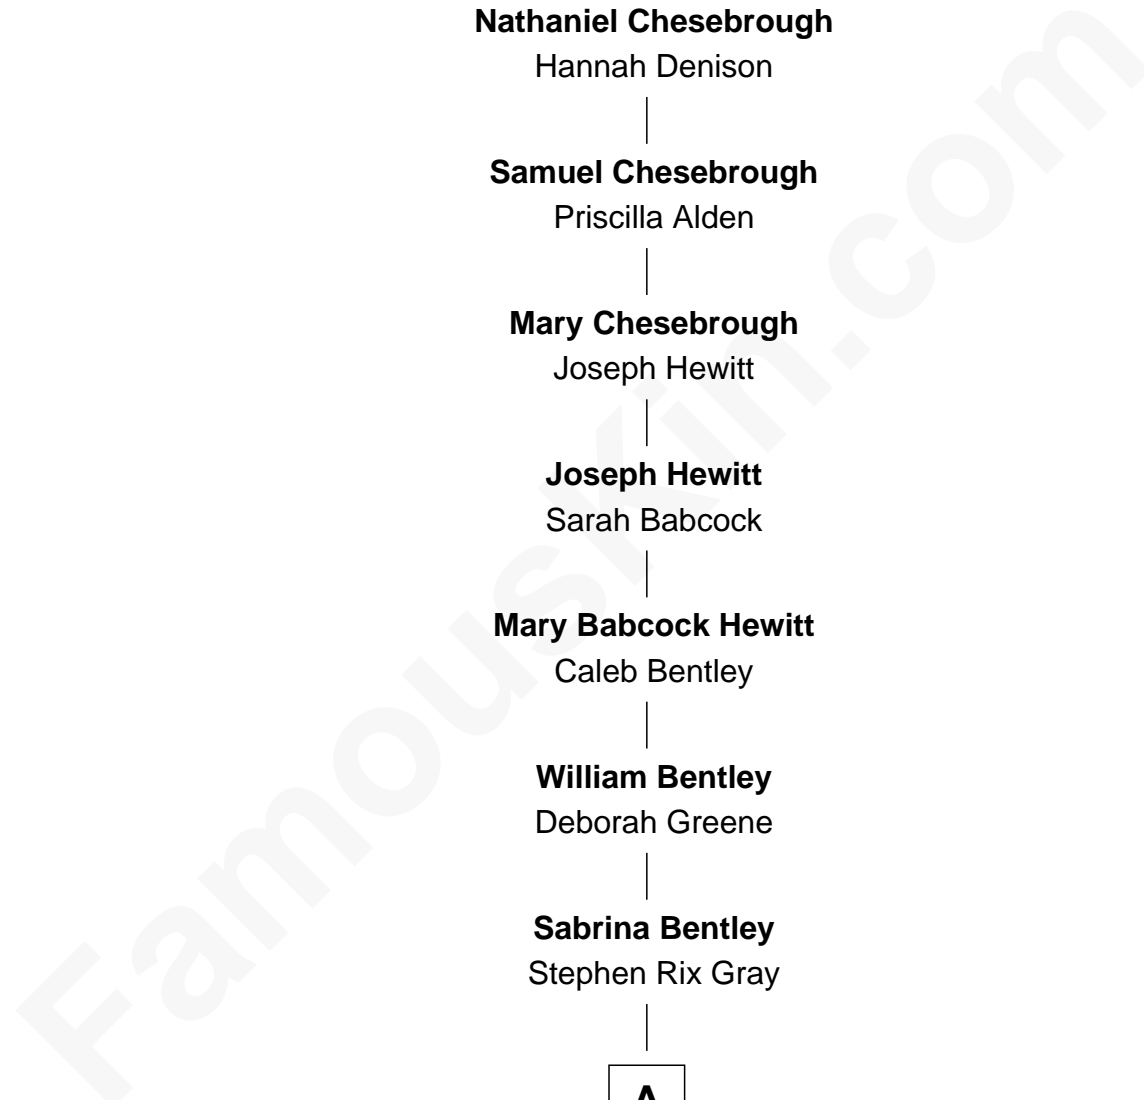 Nathaniel Chesebrough
Hannah Denison
Samuel Chesebrough
Priscilla Alden
Mary Chesebrough
Joseph Hewitt
Joseph Hewitt
Sarah Babcock
Mary Babcock Hewitt
Caleb Bentley
William Bentley
Deborah Greene
Sabrina Bentley
Stephen Rix Gray
A
FamousKin.com